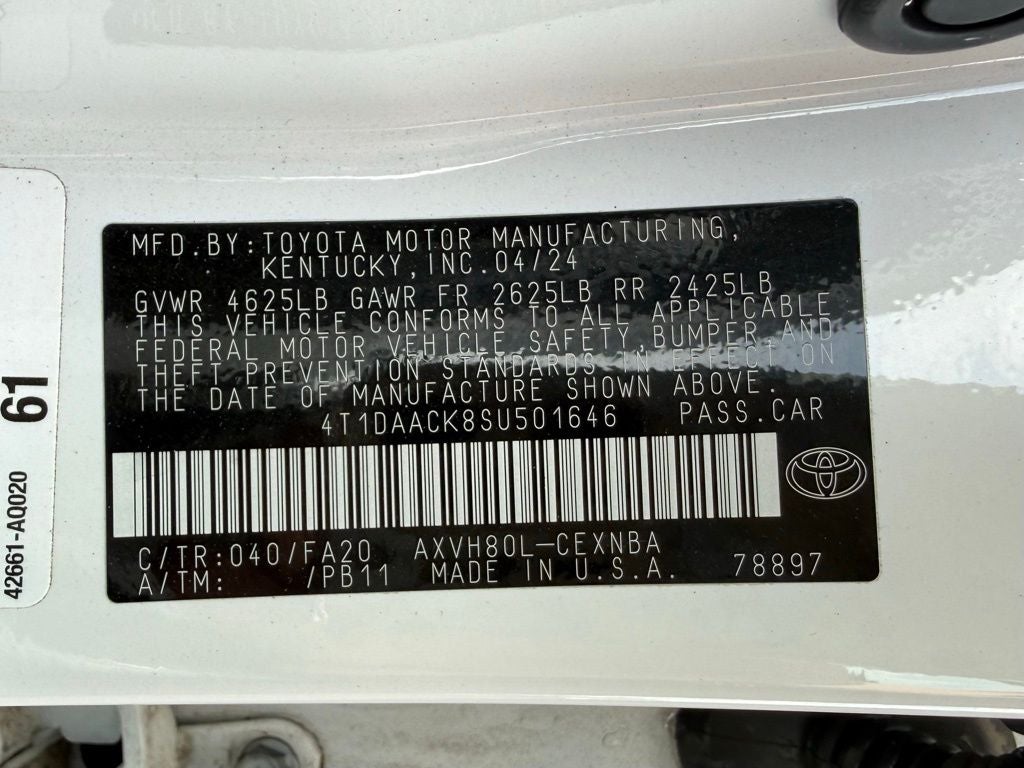 MFD.BY:TOYOTA MOTOR MANUFACTURING,
KENTUCKY,INC.04/24
GVWR 4625LB GAWR FR 2625LB RR 2425LB
THIS VEHICLE CONFORMS TO ALL APPLICABLE
FEDERAL MOTOR VEHICLE SAFETY,BUMPER,AND
THEFT PREVENTION STANDARDS IN EFFECT ON
THE DATE OF MANUFACTURE SHOWN ABOVE.
4T1DAACK8SU501646 PASS.CAR
C/TR:040/FA20 AXVH80L-CEXNBA
A/TM: /PB11 MADE IN U.S.A. 78897
61
42661-AQ020